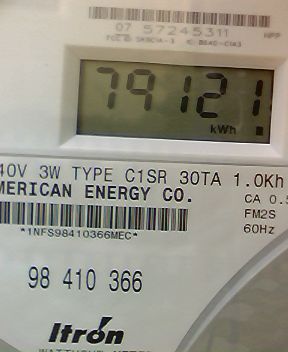 07 57245311
79121
kWh
40V 3W TYPE C1SR 30TA 1.0Kh
MERICAN ENERGY CO.
CA 0.5
FM2S
60Hz
*1NFS98410366MEC*
98 410 366
Itrón